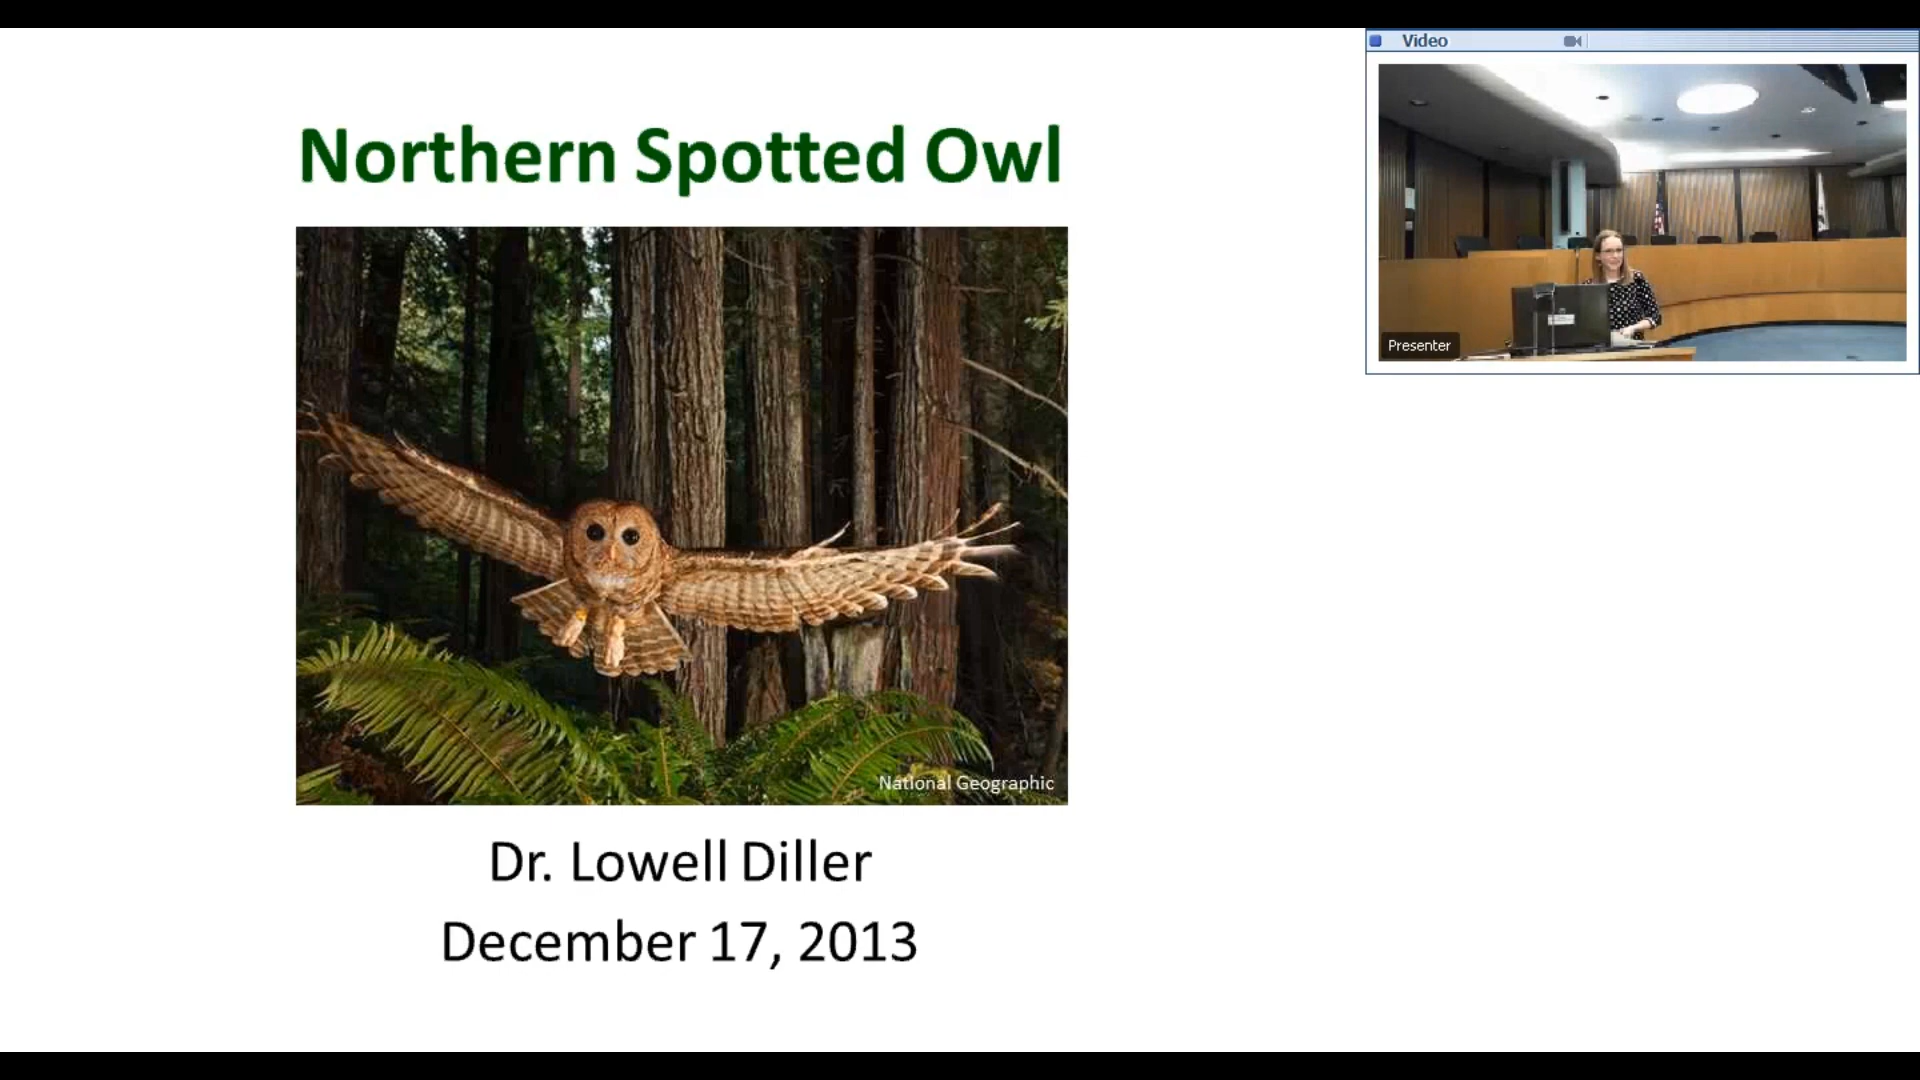 Northern Spotted Owl
National Geographic
Dr. Lowell Diller
December 17, 2013
Video
Presenter